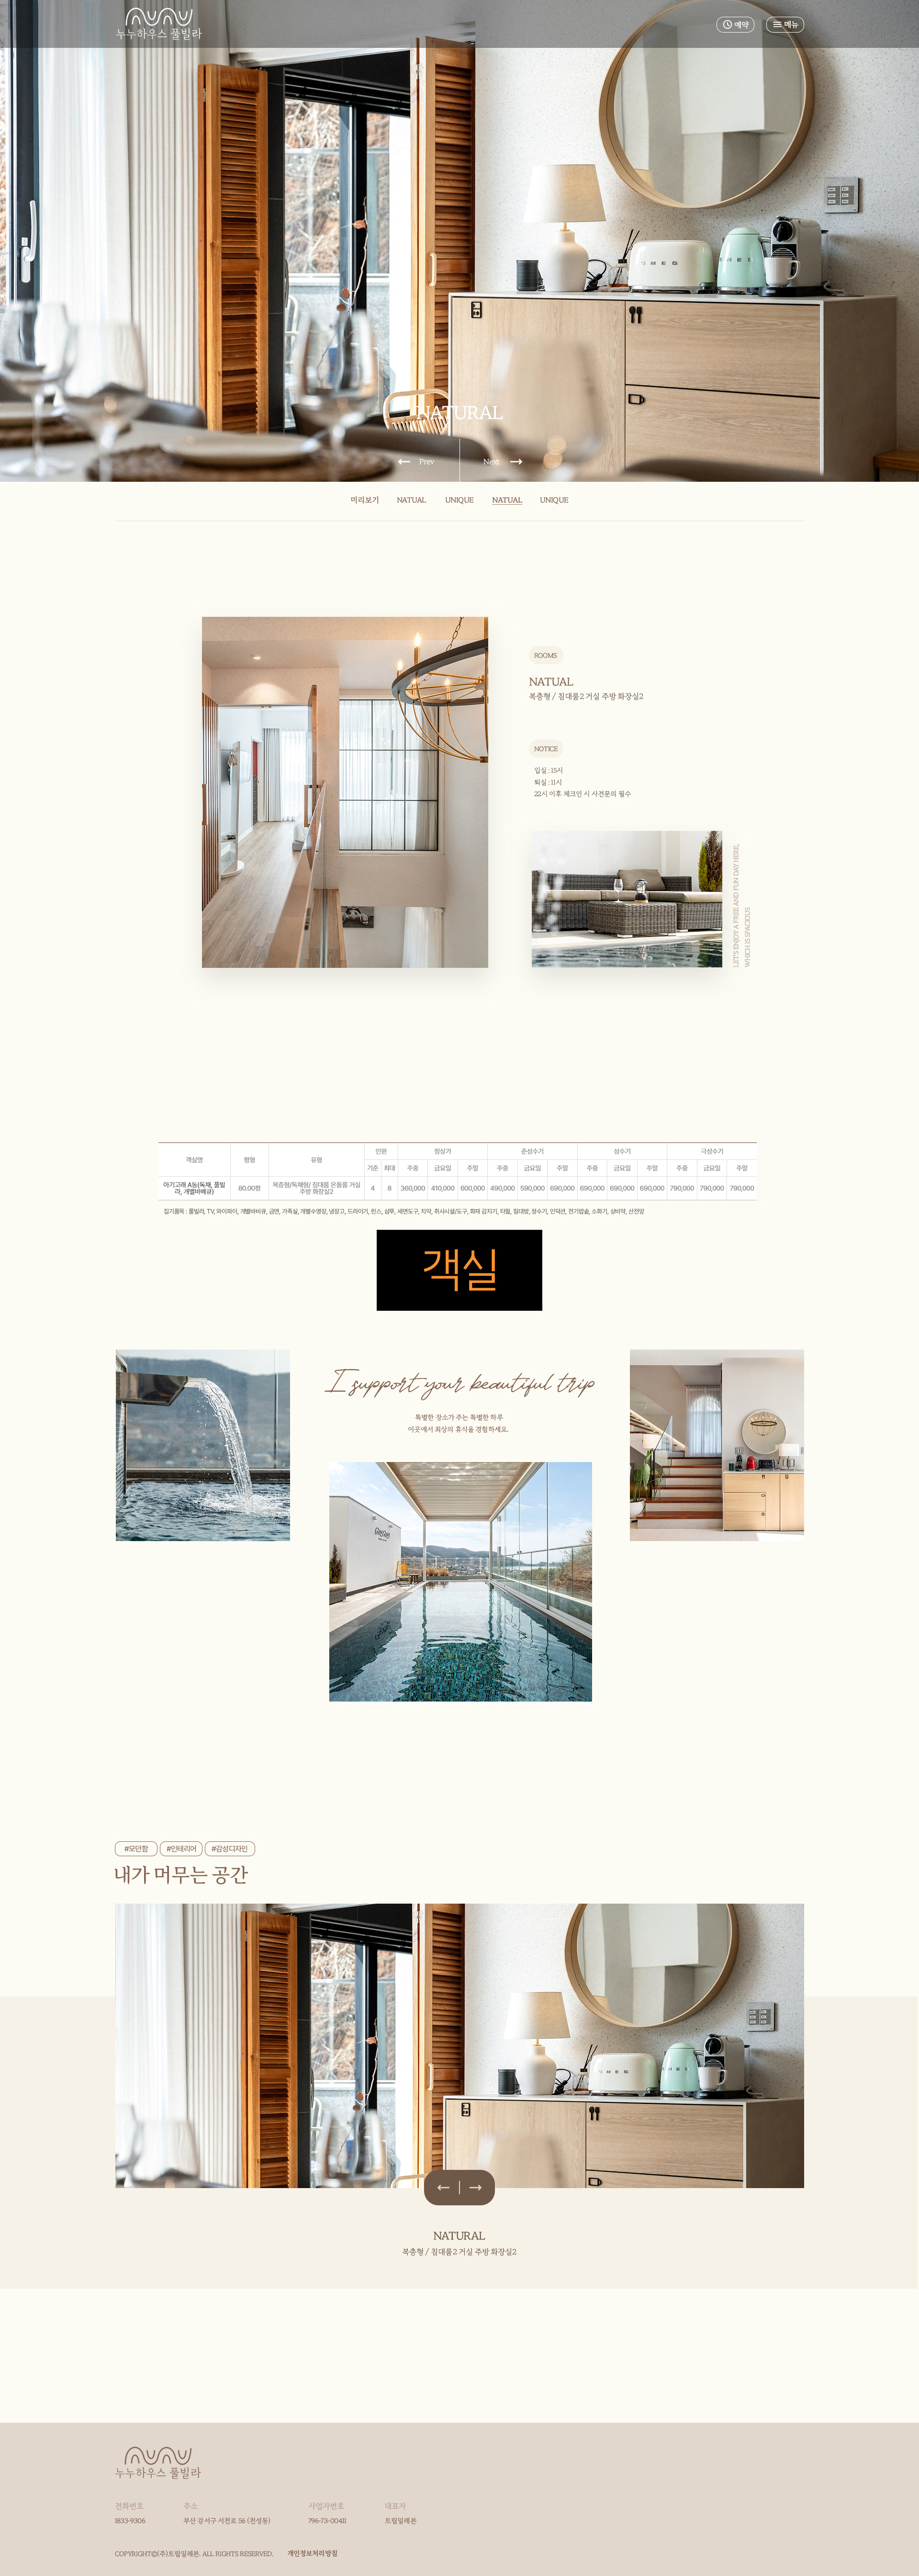 누누하우스 풀빌라
예약
메뉴
SMEG
NATURAL
Prev
Next
미리보기 NATUAL UNIQUE NATUAL UNIQUE
ROOMS
NATUAL
복층형 / 침대룸2 거실 주방 화장실2
NOTICE
입실 : 15시
퇴실 : 11시
22시 이후 체크인 시 사전문의 필수
LET'S ENJOY A FREE AND FUN DAY HERE,
WHICH IS SPACIOUS
객실명 평형 유형 인원 정상가 준성수기 성수기 극성수기
기준 최대 주중 금요일 주말 주중 금요일 주말 주중 금요일 주말 주중 금요일 주말
아기고래 A동(독채, 풀빌
라, 개별바베큐) 80.00평 복층형/독채형/ 침대룸 온돌룸 거실
주방 화장실2 4 8 360,000 410,000 600,000 490,000 590,000 690,000 690,000 690,000 690,000 790,000 790,000 790,000
집기품목 : 풀빌라, TV, 와이파이, 개별바비큐, 금연, 가족실, 개별수영장, 냉장고, 드라이기, 린스, 샴푸, 세면도구, 치약, 취사시설/도구, 화재 감지기, 타월, 침대방, 정수기, 인덕션, 전기밥솥, 소화기, 상비약, 산전망
객실
I support your beautiful trip
특별한 장소가 주는 특별한 하루
이곳에서 최상의 휴식을 경험하세요.
#모던함 #인테리어 #감성디자인
내가 머무는 공간
SMEG
NATURAL
복층형 / 침대룸2 거실 주방 화장실2
누누하우스 풀빌라
전화번호 주소 사업자번호 대표자
1833-9306 부산 강서구 서천로 56 (천성동) 796-73-00411 트립일레븐
COPYRIGHT©(주)트립일레븐. ALL RIGHTS RESERVED. 개인정보처리방침